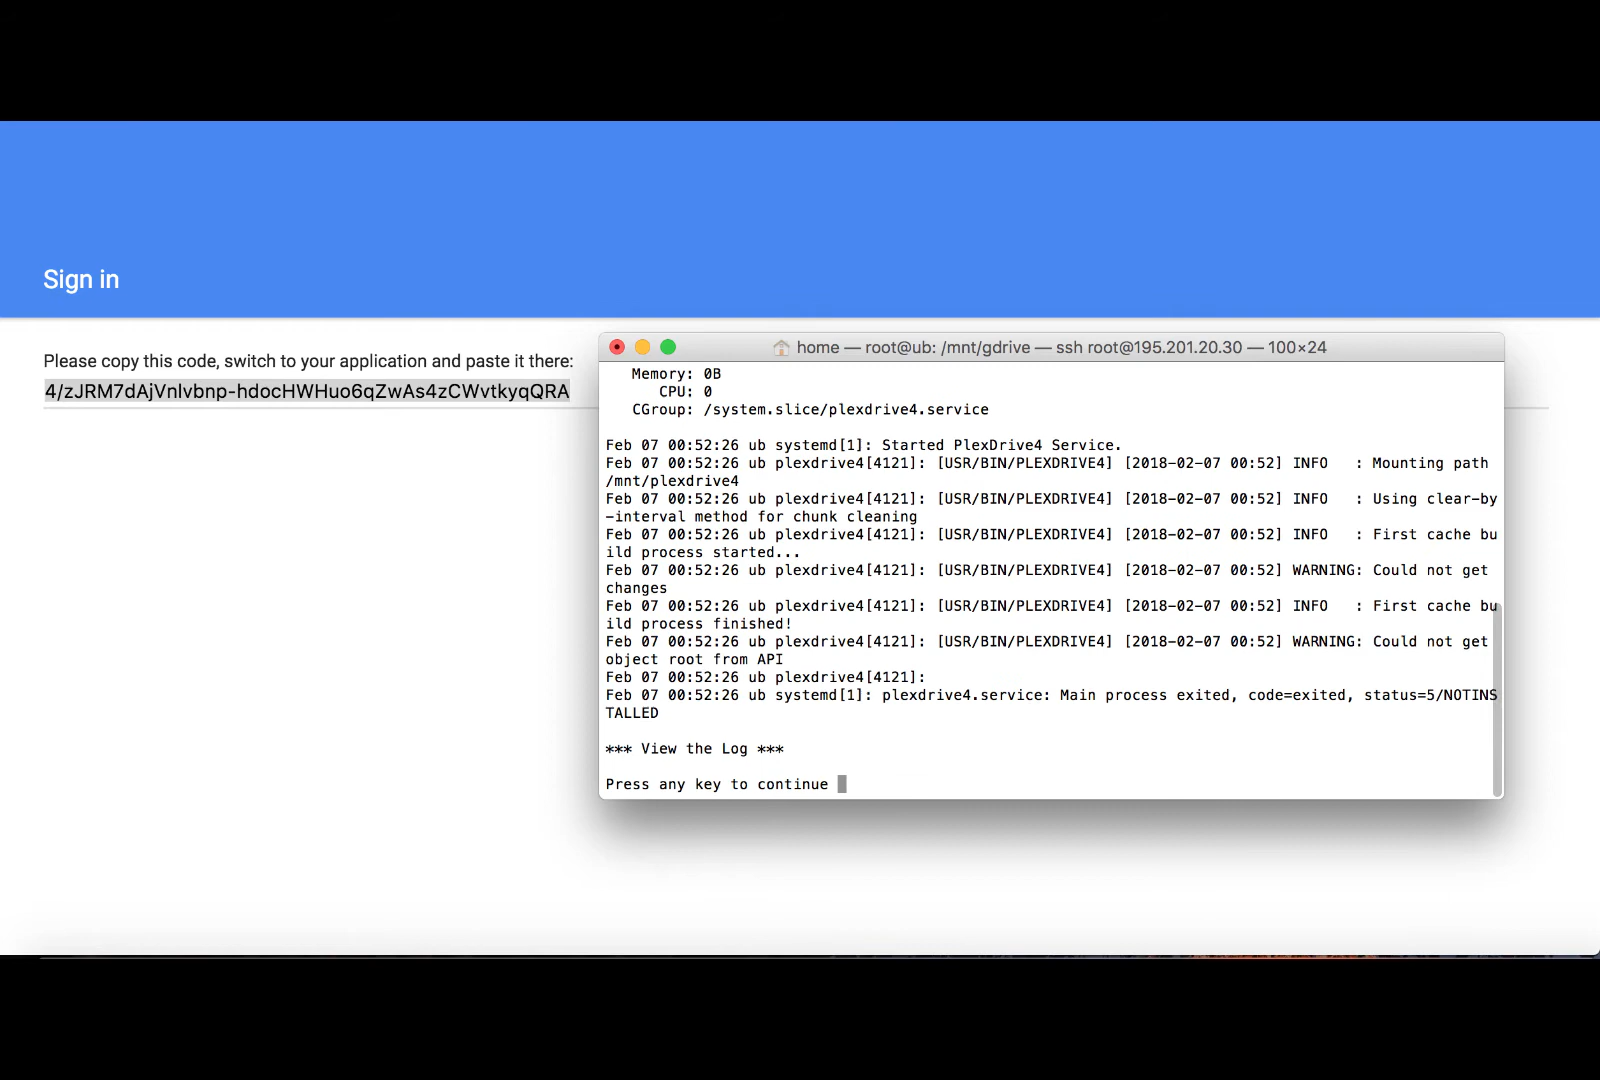 Sign in
Please copy this code, switch to your application and paste it there:
4/zJRM7dAjVnlvbnp-hdocHWHuo6qZwAs4zCWvtkyqQRA
home — root@ub: /mnt/gdrive — ssh root@195.201.20.30 — 100×24
Memory: 0B
CPU: 0
CGroup: /system.slice/plexdrive4.service
Feb 07 00:52:26 ub systemd[1]: Started PlexDrive4 Service.
Feb 07 00:52:26 ub plexdrive4[4121]: [USR/BIN/PLEXDRIVE4] [2018-02-07 00:52] INFO   : Mounting path
/mnt/plexdrive4
Feb 07 00:52:26 ub plexdrive4[4121]: [USR/BIN/PLEXDRIVE4] [2018-02-07 00:52] INFO   : Using clear-by
-interval method for chunk cleaning
Feb 07 00:52:26 ub plexdrive4[4121]: [USR/BIN/PLEXDRIVE4] [2018-02-07 00:52] INFO   : First cache bu
ild process started...
Feb 07 00:52:26 ub plexdrive4[4121]: [USR/BIN/PLEXDRIVE4] [2018-02-07 00:52] WARNING: Could not get
changes
Feb 07 00:52:26 ub plexdrive4[4121]: [USR/BIN/PLEXDRIVE4] [2018-02-07 00:52] INFO   : First cache bu
ild process finished!
Feb 07 00:52:26 ub plexdrive4[4121]: [USR/BIN/PLEXDRIVE4] [2018-02-07 00:52] WARNING: Could not get
object root from API
Feb 07 00:52:26 ub plexdrive4[4121]:
Feb 07 00:52:26 ub systemd[1]: plexdrive4.service: Main process exited, code=exited, status=5/NOTINS
TALLED
*** View the Log ***
Press any key to continue